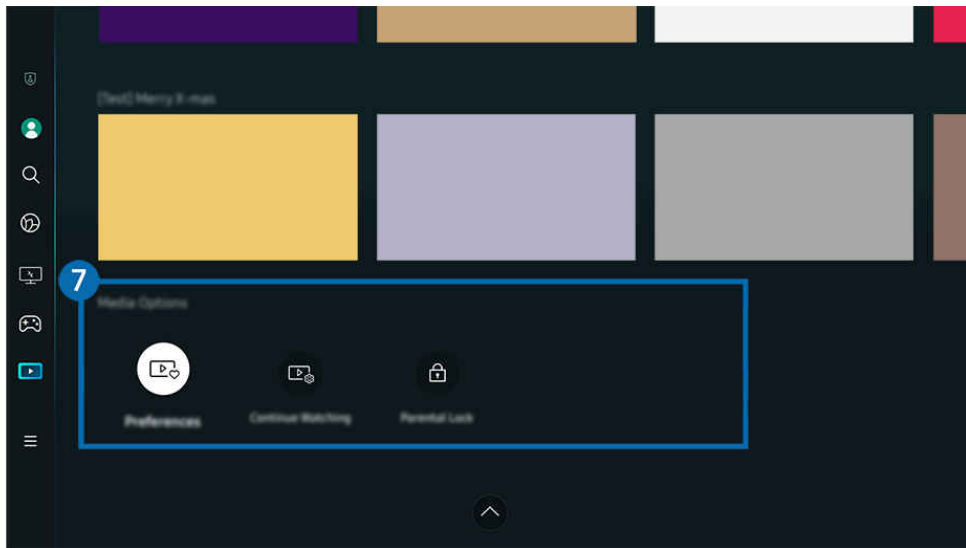 [Test] Merry X-mas
7
Media Options
Preferences
Continue Watching
Parental Lock